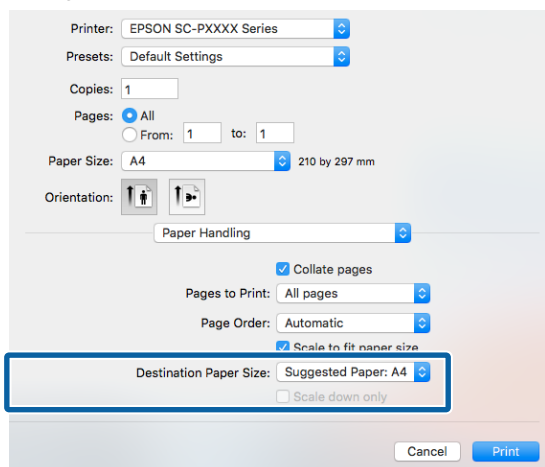 Printer: EPSON SC-PXXXX Series
Presets: Default Settings
Copies: 1
Pages: All
From: 1 to: 1
Paper Size: A4 210 by 297 mm
Orientation:
Paper Handling
Collate pages
Pages to Print: All pages
Page Order: Automatic
Scale to fit paper size
Destination Paper Size: Suggested Paper: A4
Scale down only
Cancel Print